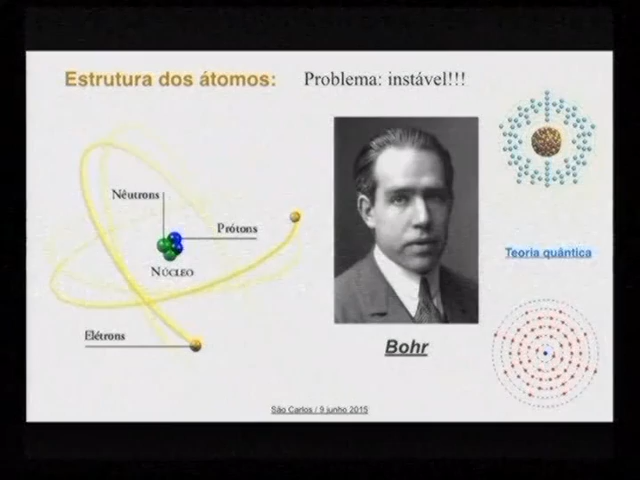 Estrutura dos átomos: Problema: instável!!!
Nêutrons
Prótons
NÚCLEO
Teoria quântica
Elétrons
Bohr
São Carlos / 9 junho 2015